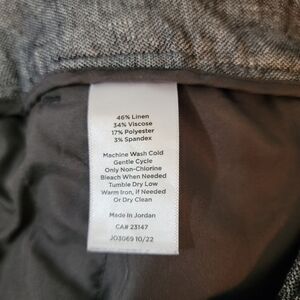 46% Linen
34% Viscose
17% Polyester
3% Spandex
Machine Wash Cold
Gentle Cycle
Only Non-Chlorine
Bleach When Needed
Tumble Dry Low
Warm Iron, if Needed
Or Dry Clean
Made in Jordan
CA# 23147
JO3069 10/22